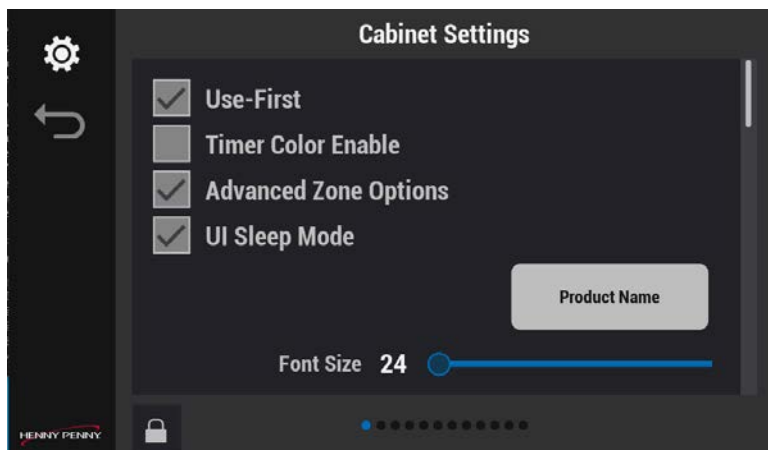 Cabinet Settings
Use-First
Timer Color Enable
Advanced Zone Options
UI Sleep Mode
Product Name
Font Size 24
HENNY PENNY